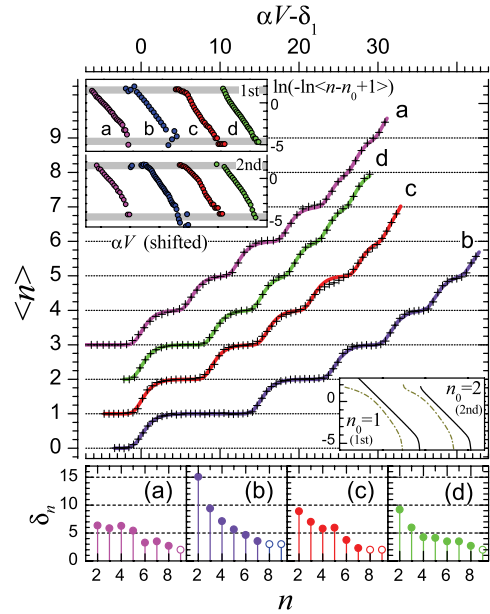 αV-δ1
0 10 20 30
1st
ln(-ln<n-n0+1>)
0
-5
a b c d
2nd
0
-5
αV (shifted)
<n>
9
8
7
6
5
4
3
2
1
0
a
d
c
b
0
-5
n0=1
(1st)
n0=2
(2nd)
δn
15
10
5
0
(a) (b) (c) (d)
2 4 6 8 2 4 6 8 2 4 6 8 2 4 6 8
n